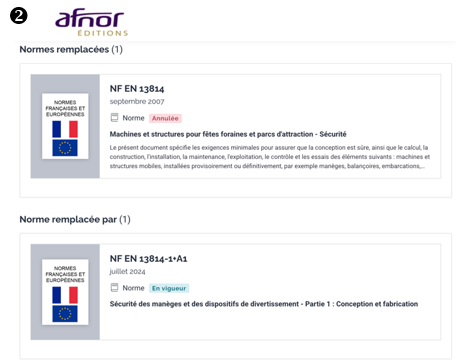 2
afnor
ÉDITIONS
Normes remplacées (1)
NORMES
FRANÇAISES ET
EUROPÉENNES
NF EN 13814
septembre 2007
Norme Annulée
Machines et structures pour fêtes foraines et parcs d'attraction - Sécurité
Le présent document spécifie les exigences minimales pour assurer que la conception est sûre, ainsi que le calcul, la
construction, l'installation, la maintenance, l'exploitation, le contrôle et les essais des éléments suivants : machines et
structures mobiles, installées provisoirement ou définitivement, par exemple manèges, balançoires, embarcations,...
Norme remplacée par (1)
NORMES
FRANÇAISES ET
EUROPÉENNES
NF EN 13814-1+A1
juillet 2024
Norme En vigueur
Sécurité des manèges et des dispositifs de divertissement - Partie 1 : Conception et fabrication